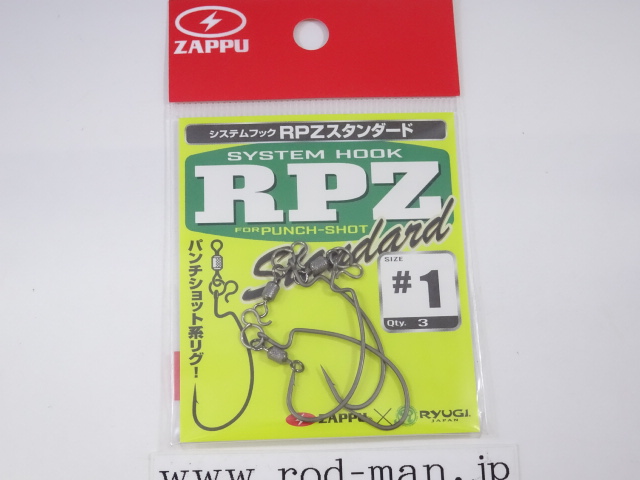 ZAPPU
システムフック RPZスタンダード
SYSTEM HOOK
RPZ
FOR PUNCH-SHOT
Standard
パンチショット系リグ!
SIZE
#1
Qty. 3
ZAPPU × RYUGI
JAPAN
www.rod-man.jp